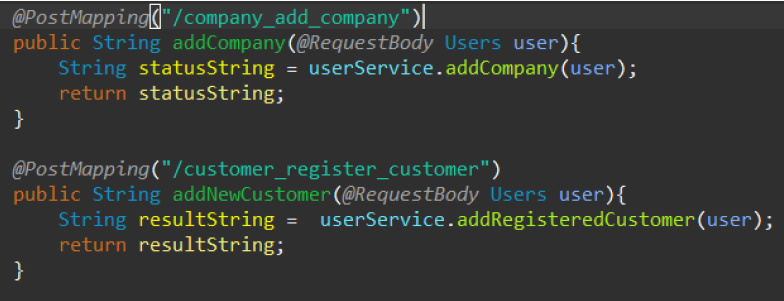 @PostMapping("/company_add_company")
public String addCompany(@RequestBody Users user){
    String statusString = userService.addCompany(user);
    return statusString;
}

@PostMapping("/customer_register_customer")
public String addNewCustomer(@RequestBody Users user){
    String resultString =  userService.addRegisteredCustomer(user);
    return resultString;
}